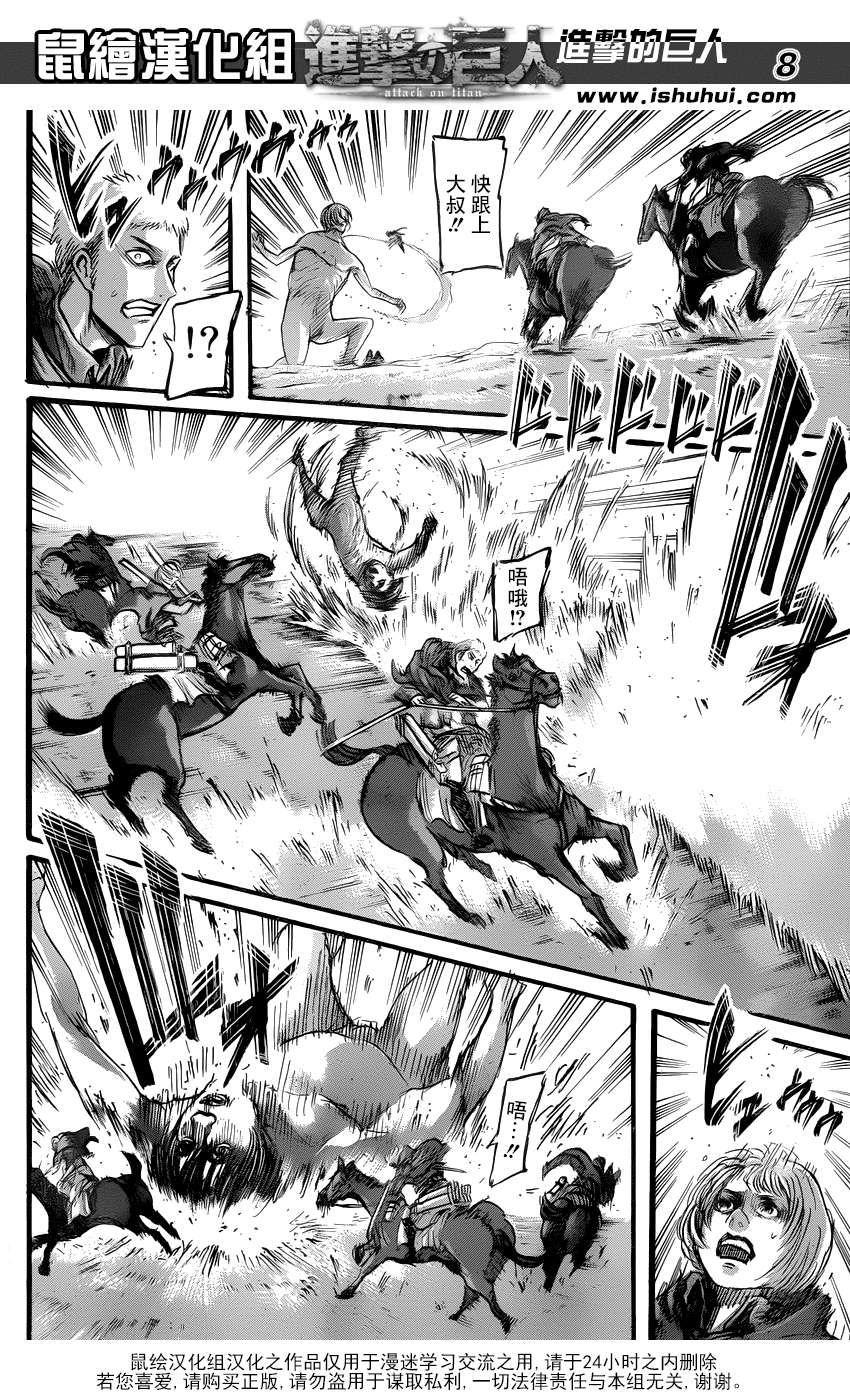 鼠繪漢化組
進撃の巨人
attack on titan
進擊的巨人
8
www.ishuhui.com
快跟上
大叔!!
!?
唔
哦!?
唔
…!!
鼠绘汉化组汉化之作品仅用于漫迷学习交流之用,请于24小时之内删除
若您喜爱,请购买正版,请勿盗用于谋取私利,一切法律责任与本组无关,谢谢。